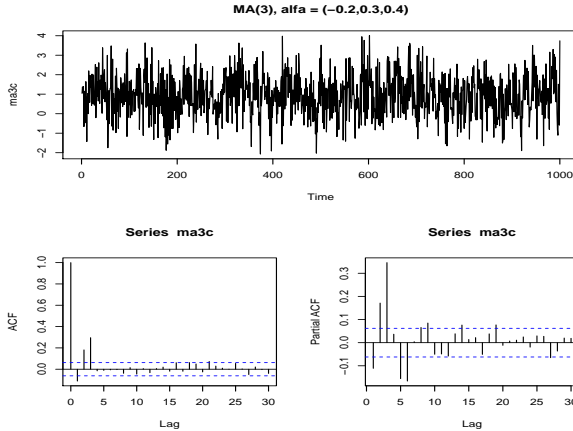 MA(3), alfa = (−0.2,0.3,0.4)
ma3c
4
3
2
1
0
−1
−2
0 200 400 600 800 1000
Time
Series ma3c
ACF
1.0
0.8
0.6
0.4
0.2
0.0
0 5 10 15 20 25 30
Lag
Series ma3c
Partial ACF
0.3
0.2
0.1
0.0
−0.1
0 5 10 15 20 25 30
Lag